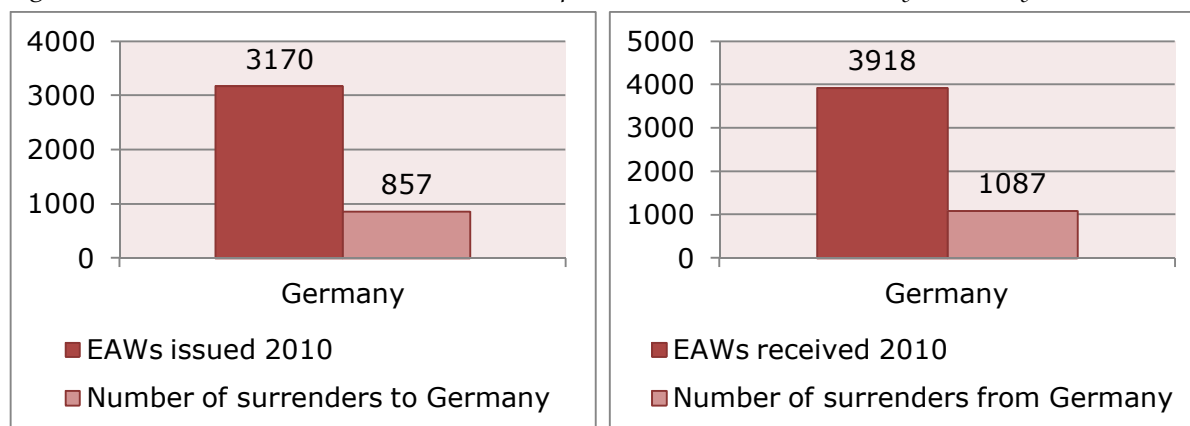 4000
3170
3000
2000
857
1000
0
Germany
EAWs issued 2010
Number of surrenders to Germany
5000
3918
4000
3000
2000
1087
1000
0
Germany
EAWs received 2010
Number of surrenders from Germany